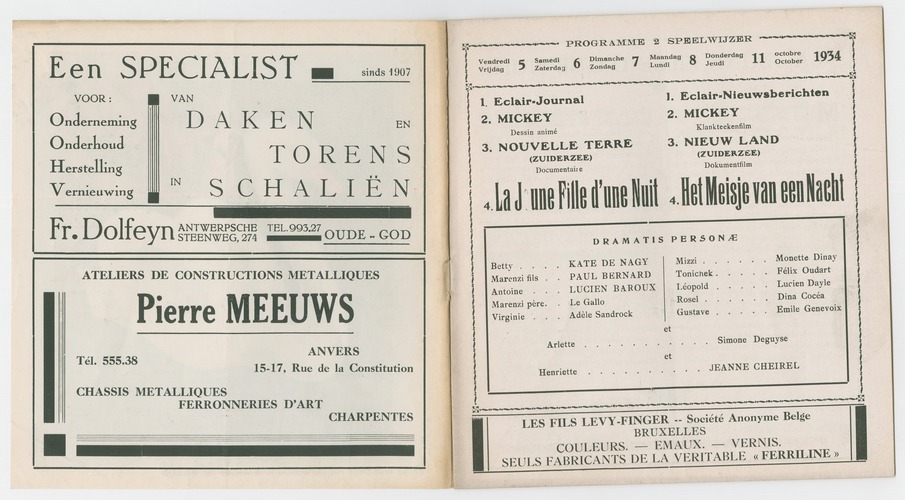 Een SPECIALIST sinds 1907
VOOR : VAN
Onderneming
Onderhoud
Herstelling
Vernieuwing
DAKEN EN
TORENS
IN SCHALIËN
Fr. Dolfeyn ANTWERPSCHE STEENWEG, 274 TEL. 993.27 OUDE - GOD
ATELIERS DE CONSTRUCTIONS METALLIQUES
Pierre MEEUWS
Tél. 555.38
ANVERS
15-17, Rue de la Constitution
CHASSIS METALLIQUES
FERRONNERIES D'ART
CHARPENTES
PROGRAMME 2 SPEELWIJZER
Vendredi Vrijdag 5 Samedi Zaterdag 6 Dimanche Zondag 7 Maandag Lundi 8 Donderdag Jeudi 11 octobre October 1934
1. Eclair-Journal
2. MICKEY
Dessin animé
3. NOUVELLE TERRE
(ZUIDERZEE)
Documentaire
4. La J une Fille d'une Nuit
1. Eclair-Nieuwsberichten
2. MICKEY
Klankteekenfilm
3. NIEUW LAND
(ZUIDERZEE)
Dokumentfilm
4. Het Meisje van een Nacht
DRAMATIS PERSONÆ
Betty . . . . KATE DE NAGY
Marenzi fils . . PAUL BERNARD
Antoine . . . LUCIEN BAROUX
Marenzi père. . Le Gallo
Virginie . . . Adèle Sandrock
Mizzi . . . . . . Monette Dinay
Tonichek . . . . . Félix Oudart
Léopold . . . . . Lucien Dayle
Rosel . . . . . . Dina Cocéa
Gustave . . . . . Emile Genevoix
et
Arlette . . . . . . . . . . Simone Deguyse
et
Henriette . . . . . . . . . JEANNE CHEIREL
LES FILS LEVY-FINGER -- Société Anonyme Belge
BRUXELLES
COULEURS. — EMAUX. — VERNIS.
SEULS FABRICANTS DE LA VERITABLE « FERRILINE »